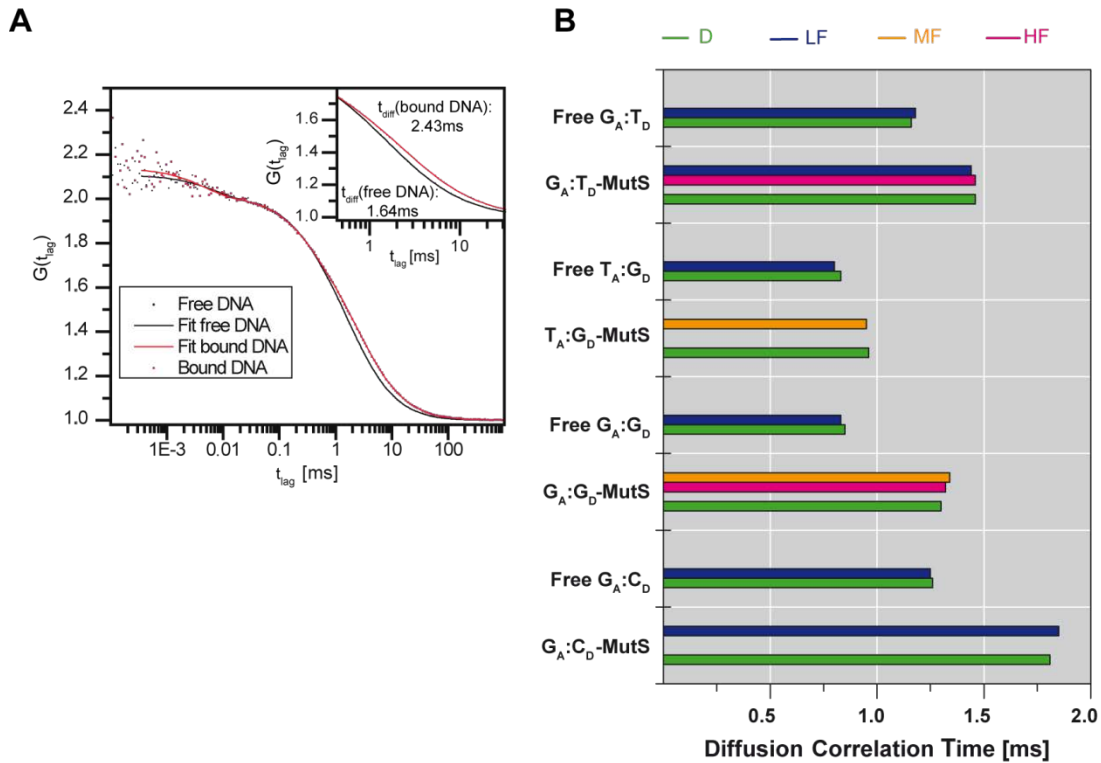 A
2.4
2.2
2.0
1.8
1.6
1.4
1.2
1.0
G(t_lag)
1E-3 0.01 0.1 1 10 100
t_lag [ms]
Free DNA
Fit free DNA
Fit bound DNA
Bound DNA
1.6
1.4
1.2
1.0
G(t_lag)
t_diff(bound DNA):
2.43ms
t_diff(free DNA):
1.64ms
1 10
t_lag [ms]
B
D LF MF HF
Free G_A:T_D
G_A:T_D-MutS
Free T_A:G_D
T_A:G_D-MutS
Free G_A:G_D
G_A:G_D-MutS
Free G_A:C_D
G_A:C_D-MutS
0.5 1.0 1.5 2.0
Diffusion Correlation Time [ms]